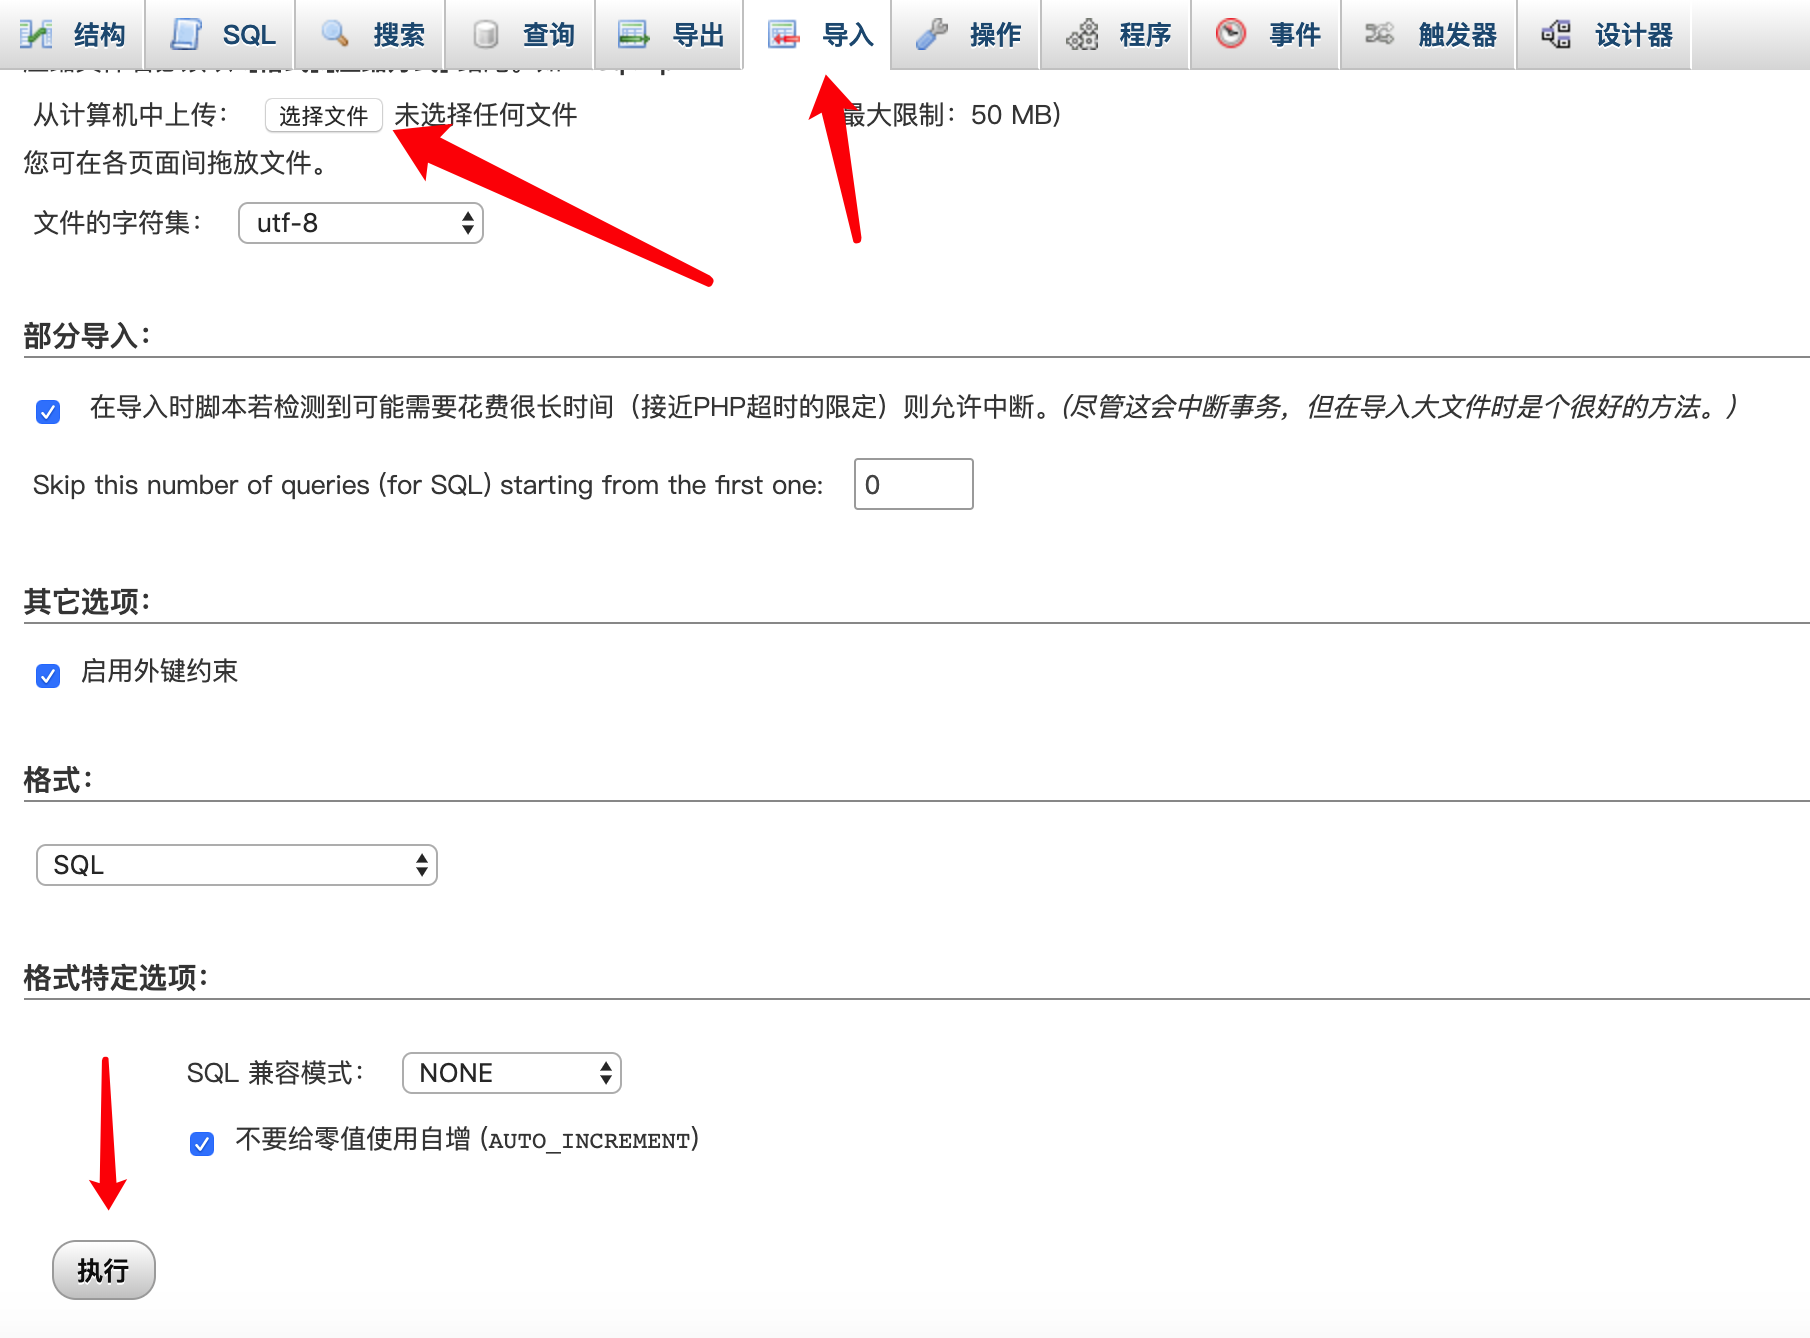 结构 SQL 搜索 查询 导出 导入 操作 程序 事件 触发器 设计器
从计算机中上传： 选择文件 未选择任何文件 最大限制：50 MB)
您可在各页面间拖放文件。
文件的字符集： utf-8
部分导入：
在导入时脚本若检测到可能需要花费很长时间（接近PHP超时的限定）则允许中断。(尽管这会中断事务，但在导入大文件时是个很好的方法。)
Skip this number of queries (for SQL) starting from the first one: 0
其它选项：
启用外键约束
格式：
SQL
格式特定选项：
SQL 兼容模式： NONE
不要给零值使用自增 (AUTO_INCREMENT)
执行